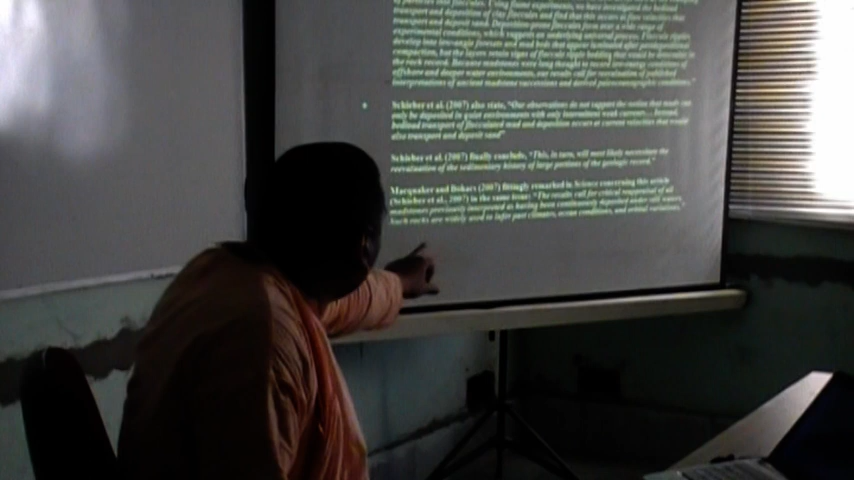 of particles into floccules. Using flume experiments, we have investigated the bedload
transport and deposition of clay floccules and find that this occurs at flow velocities that
transport and deposit sand. Deposition-prone floccules form over a wide range of
experimental conditions, which suggests an underlying universal process. Floccule ripples
develop into low-angle foresets and mud beds that appear laminated after postdepositional
compaction, but the layers retain signs of floccule ripple bedding that would be detectable in
the rock record. Because mudstones were long thought to record low-energy conditions of
offshore and deeper water environments, our results call for reevaluation of published
interpretations of ancient mudstone successions and derived paleoceanographic conditions."
Schieber et al. (2007) also state, "Our observations do not support the notion that muds can
only be deposited in quiet environments with only intermittent weak currents... Instead,
bedload transport of flocculated mud and deposition occurs at current velocities that would
also transport and deposit sand"
Schieber et al. (2007) finally conclude, "This, in turn, will most likely necessitate the
reevaluation of the sedimentary history of large portions of the geologic record."
Macquaker and Bohacs (2007) fittingly remarked in Science concerning this article
(Schieber et al., 2007) in the same issue: "The results call for critical reappraisal of all
mudstones previously interpreted as having been continuously deposited under still waters.
Such rocks are widely used to infer past climates, ocean conditions, and orbital variations."